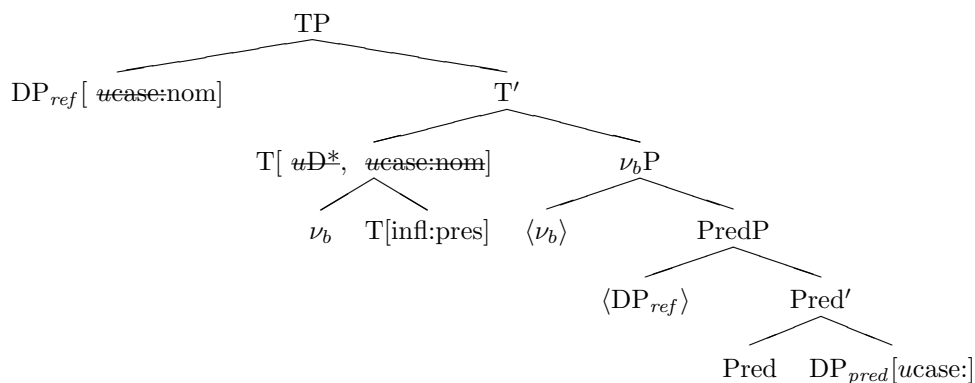 TP
DP_ref[ ucase:nom]
T′
T[ uD*, ucase:nom]
ν_bP
ν_b
T[infl:pres]
⟨ν_b⟩
PredP
⟨DP_ref⟩
Pred′
Pred
DP_pred[ucase:]